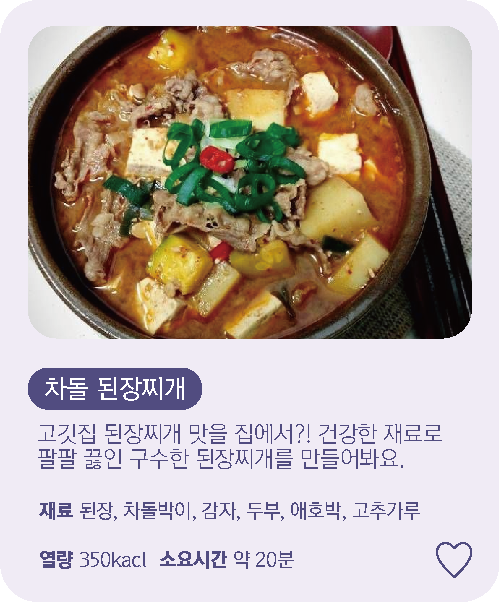 차돌 된장찌개
고깃집 된장찌개 맛을 집에서?! 건강한 재료로
팔팔 끓인 구수한 된장찌개를 만들어봐요.
재료 된장, 차돌박이, 감자, 두부, 애호박, 고추가루
열량 350kacl 소요시간 약 20분